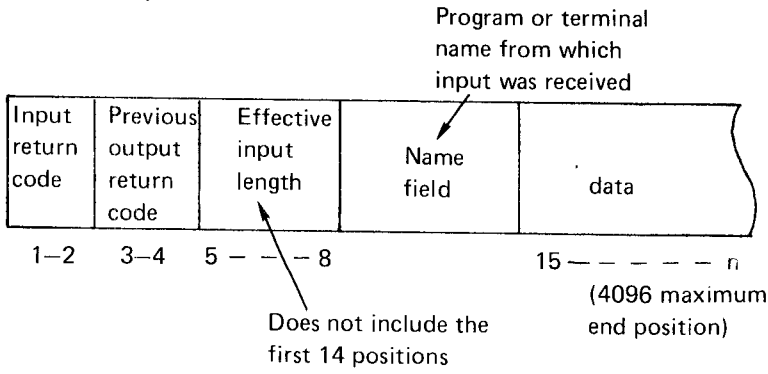 Program or terminal
name from which
input was received
Input
return
code
Previous
output
return
code
Effective
input
length
Name
field
data
1—2
3—4
5 - - - 8
15 — - - - - n
(4096 maximum
end position)
Does not include the
first 14 positions